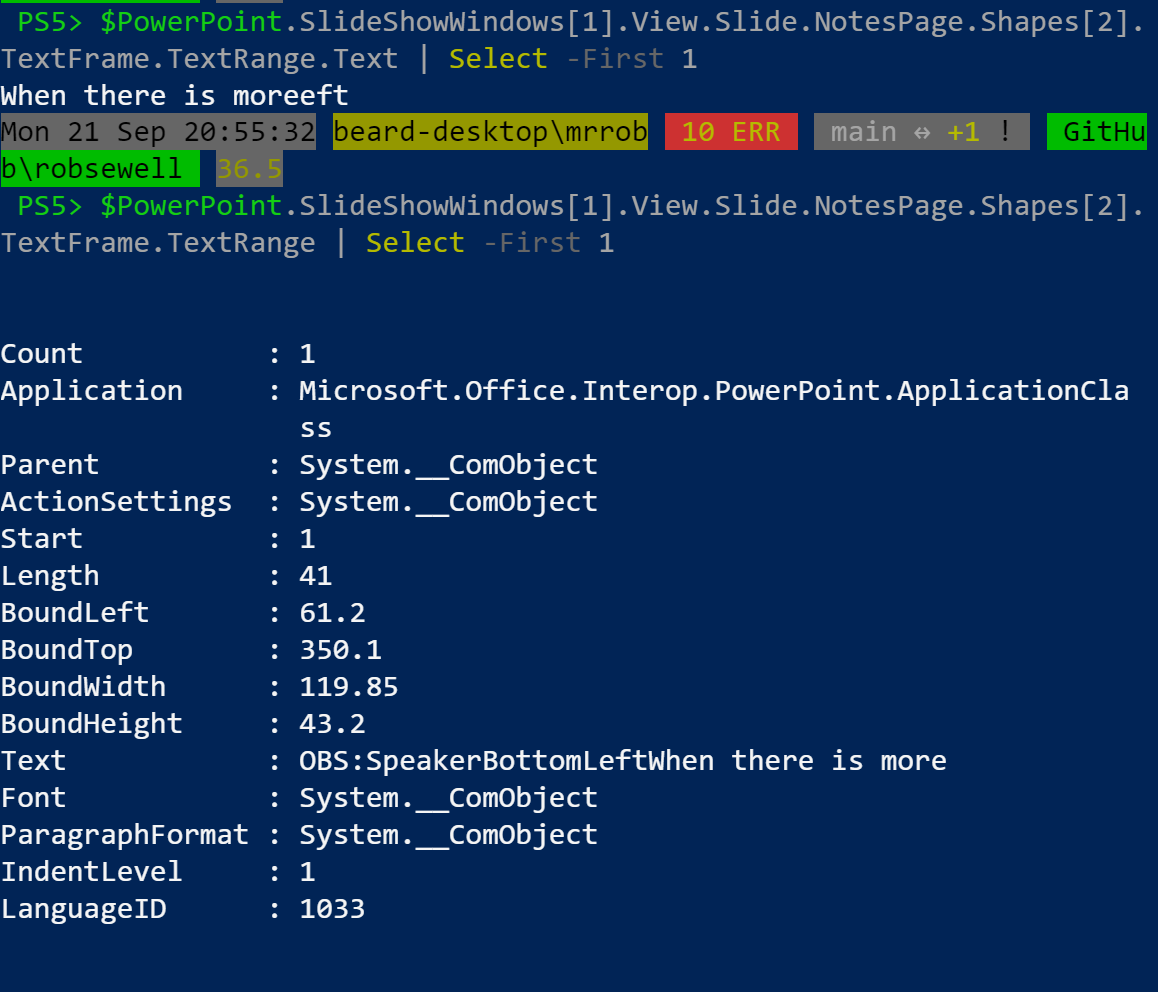 PS5> $PowerPoint.SlideShowWindows[1].View.Slide.NotesPage.Shapes[2].
TextFrame.TextRange.Text | Select -First 1
When there is moreeft
Mon 21 Sep 20:55:32 beard-desktop\mrrob 10 ERR main ↔ +1 ! GitHu
b\robsewell 36.5
PS5> $PowerPoint.SlideShowWindows[1].View.Slide.NotesPage.Shapes[2].
TextFrame.TextRange | Select -First 1
Count : 1
Application : Microsoft.Office.Interop.PowerPoint.ApplicationCla
ss
Parent : System.__ComObject
ActionSettings : System.__ComObject
Start : 1
Length : 41
BoundLeft : 61.2
BoundTop : 350.1
BoundWidth : 119.85
BoundHeight : 43.2
Text : OBS:SpeakerBottomLeftWhen there is more
Font : System.__ComObject
ParagraphFormat : System.__ComObject
IndentLevel : 1
LanguageID : 1033